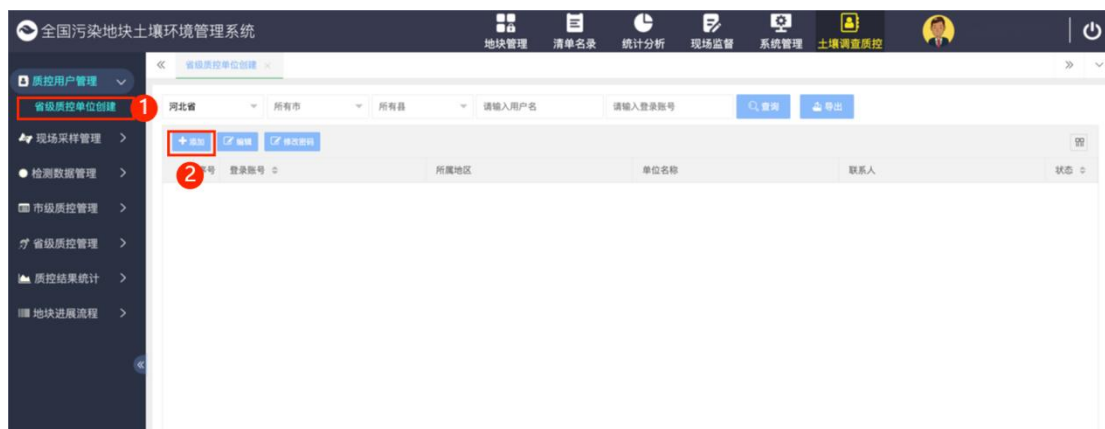 全国污染地块土壤环境管理系统
地块管理 清单名录 统计分析 现场监督 系统管理 土壤调查质控
质控用户管理
省级质控单位创建
现场采样管理
检测数据管理
市级质控管理
省级质控管理
质控结果统计
地块进展流程
省级质控单位创建 ×
1
河北省 所有市 所有县 请输入用户名 请输入登录账号 查询 导出
添加 编辑 修改密码
2
号 登录账号 所属地区 单位名称 联系人 状态